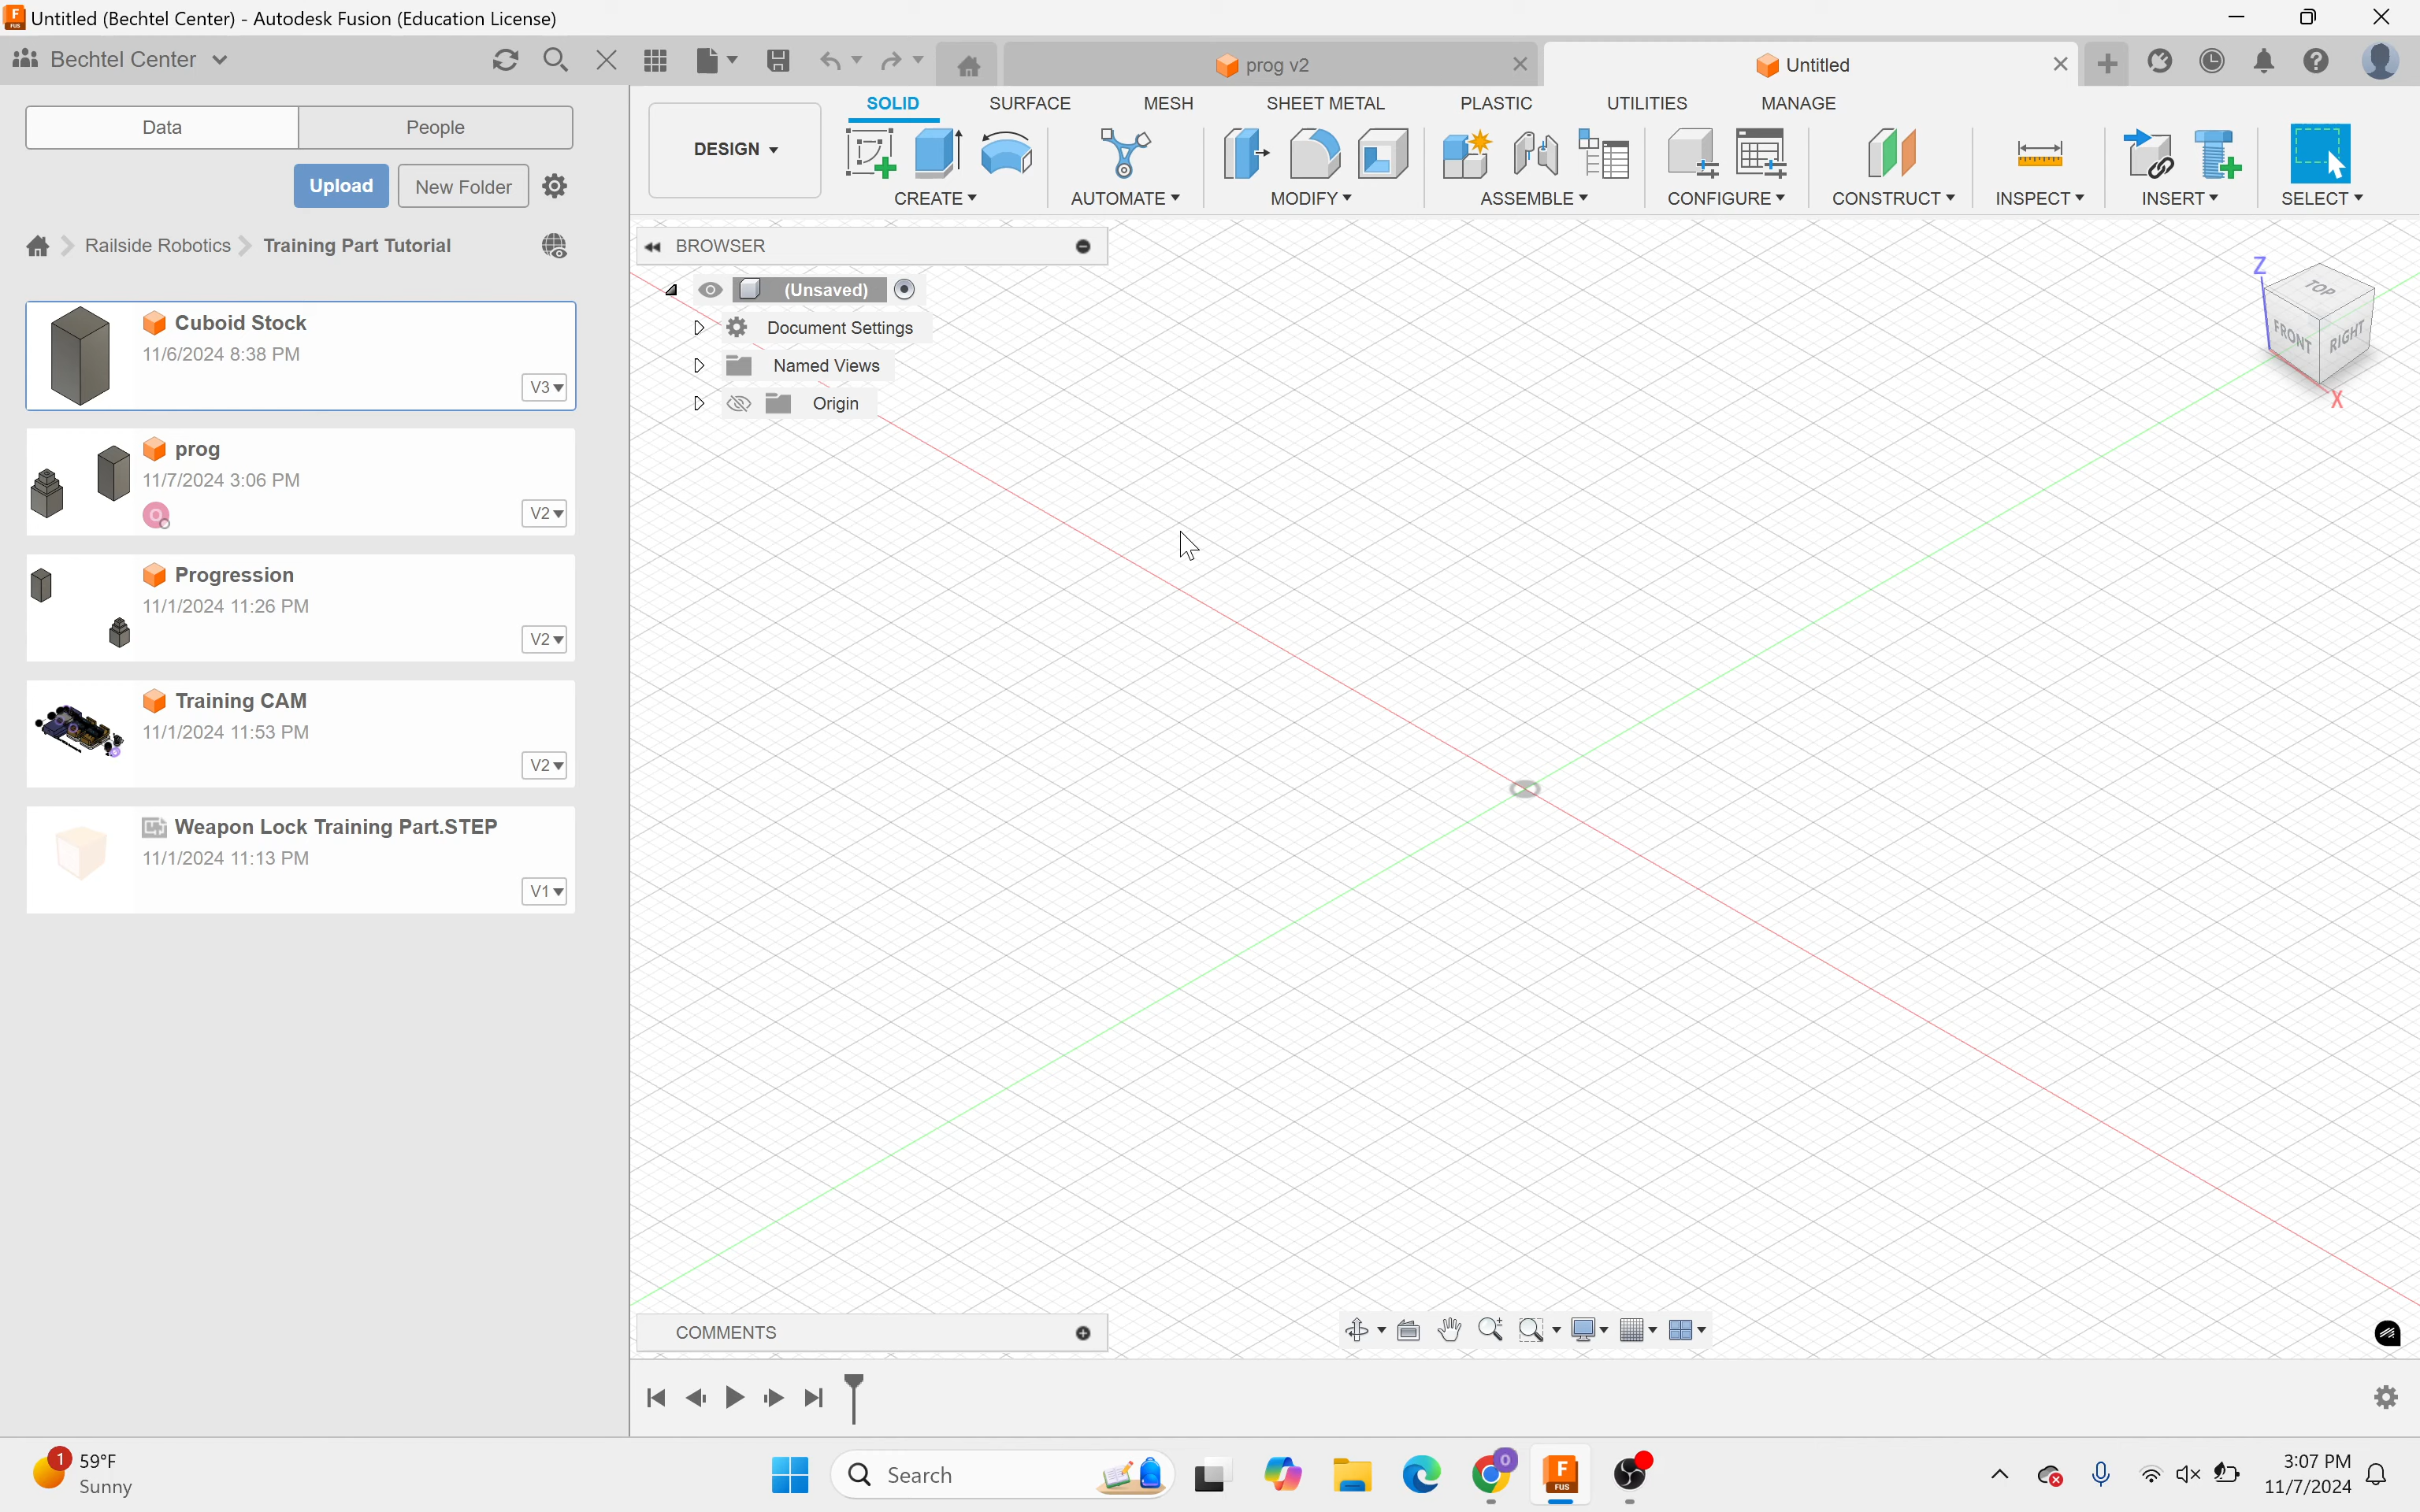 Untitled (Bechtel Center) - Autodesk Fusion (Education License)
Bechtel Center
prog v2
Untitled
Data
People
Upload
New Folder
Railside Robotics
Training Part Tutorial
Cuboid Stock
11/6/2024 8:38 PM
V3
prog
11/7/2024 3:06 PM
O
V2
Progression
11/1/2024 11:26 PM
V2
Training CAM
11/1/2024 11:53 PM
V2
Weapon Lock Training Part.STEP
11/1/2024 11:13 PM
V1
DESIGN
SOLID
SURFACE
MESH
SHEET METAL
PLASTIC
UTILITIES
MANAGE
CREATE
AUTOMATE
MODIFY
ASSEMBLE
CONFIGURE
CONSTRUCT
INSPECT
INSERT
SELECT
BROWSER
(Unsaved)
Document Settings
Named Views
Origin
Z
TOP
FRONT
RIGHT
X
COMMENTS
1
59°F
Sunny
Search
O
F
FUS
3:07 PM
11/7/2024